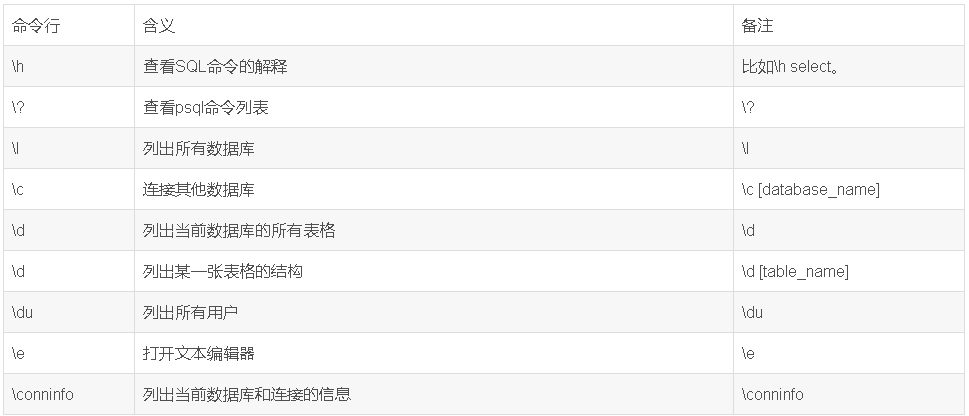 命令行 含义 备注
\h 查看SQL命令的解释 比如\h select。
\? 查看psql命令列表 \?
\l 列出所有数据库 \l
\c 连接其他数据库 \c [database_name]
\d 列出当前数据库的所有表格 \d
\d 列出某一张表格的结构 \d [table_name]
\du 列出所有用户 \du
\e 打开文本编辑器 \e
\conninfo 列出当前数据库和连接的信息 \conninfo